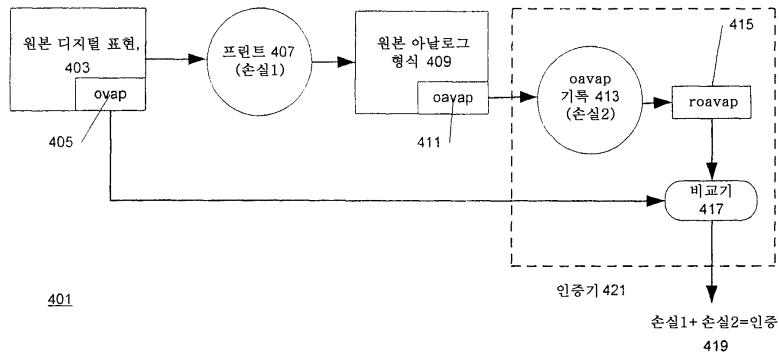 원본 디지털 표현,
403
ovap
405
프린트 407
(손실1)
원본 아날로그
형식 409
oavap
411
oavap
기록 413
(손실2)
415
roavap
비교기
417
인증기 421
401
손실1+손실2=인증
419